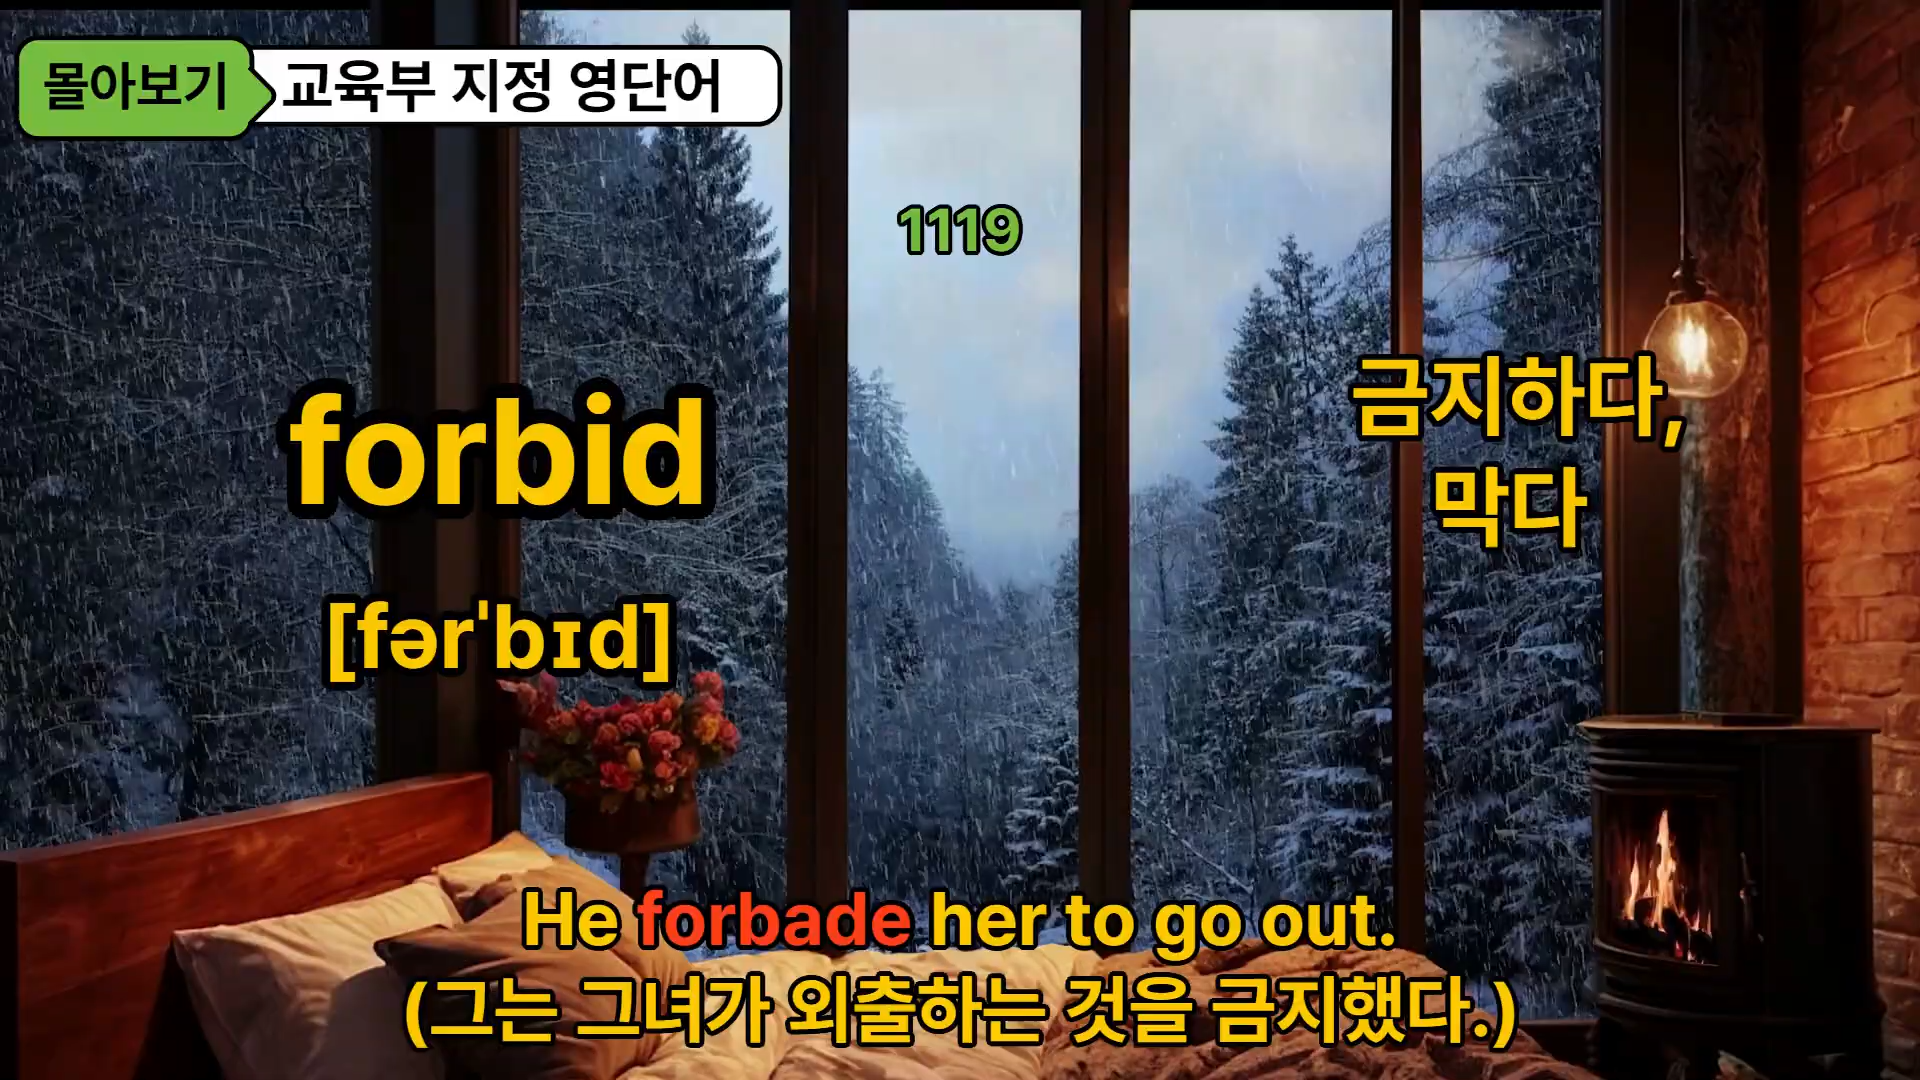 몰아보기 교육부 지정 영단어
1119
forbid
[fərˈbɪd]
금지하다,
막다
He forbade her to go out.
(그는 그녀가 외출하는 것을 금지했다.)